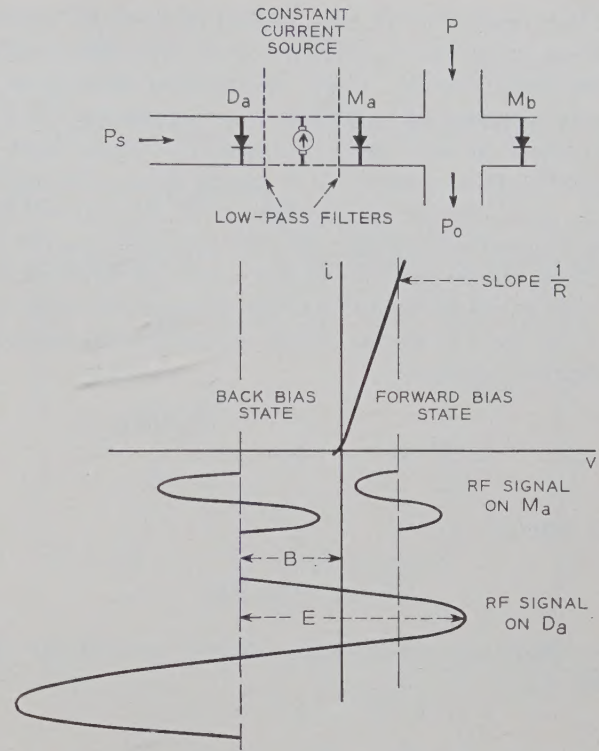 CONSTANT
CURRENT
SOURCE
P
Da
Ma
Mb
Ps
LOW-PASS FILTERS
Po
i
SLOPE 1/R
BACK BIAS
STATE
FORWARD BIAS
STATE
v
RF SIGNAL
ON Ma
B
E
RF SIGNAL
ON Da